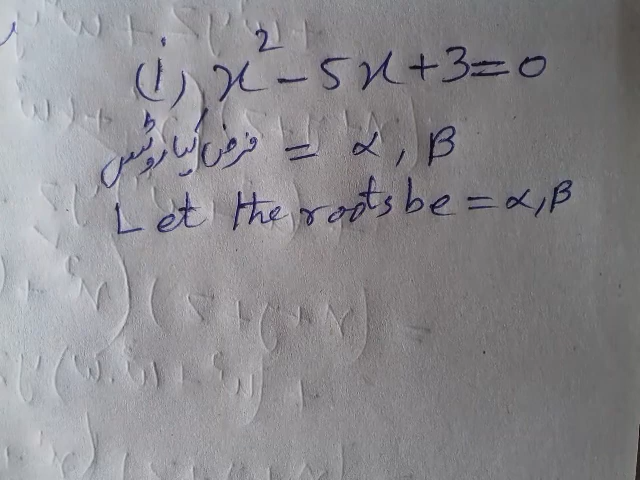 (i) x² - 5x + 3 = 0
فرض کیا روٹس = α, β
Let the roots be = α, β